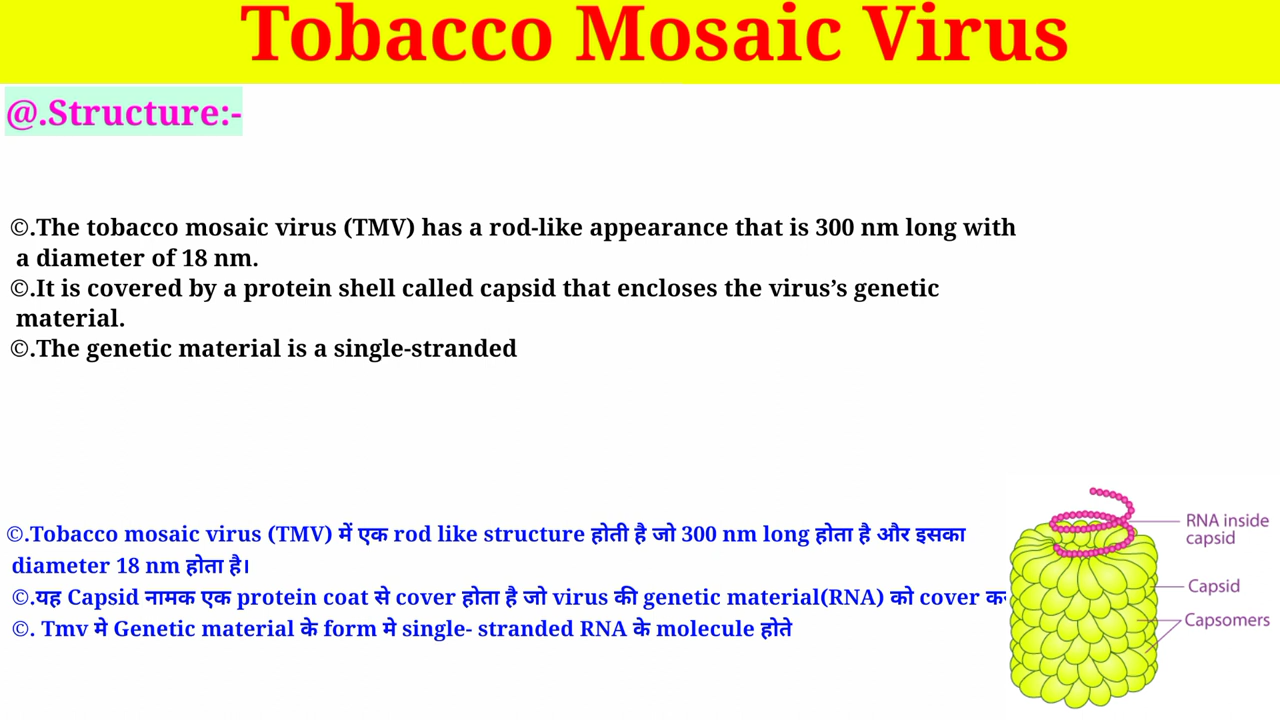 Tobacco Mosaic Virus
@.Structure:-
©.The tobacco mosaic virus (TMV) has a rod-like appearance that is 300 nm long with
a diameter of 18 nm.
©.It is covered by a protein shell called capsid that encloses the virus’s genetic
material.
©.The genetic material is a single-stranded
©.Tobacco mosaic virus (TMV) में एक rod like structure होती है जो 300 nm long होता है और इसका
diameter 18 nm होता है।
©.यह Capsid नामक एक protein coat से cover होता है जो virus की genetic material(RNA) को cover
©. Tmv मे Genetic material के form मे single- stranded RNA के molecule होते
RNA inside
capsid
Capsid
Capsomers